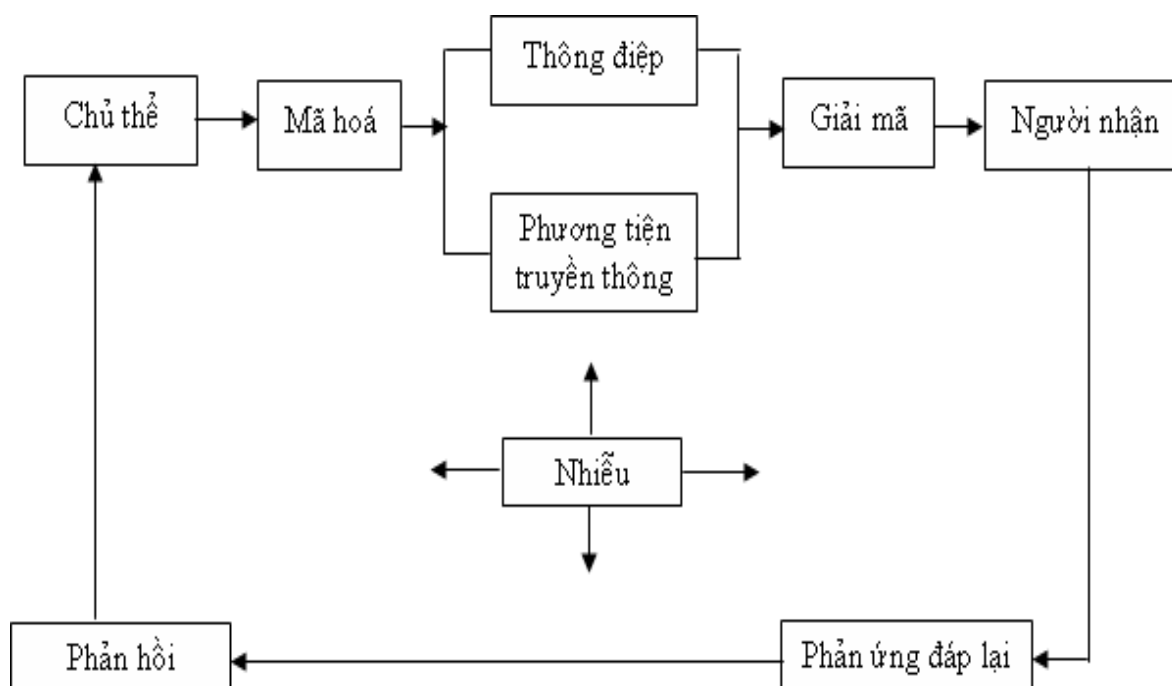 Thông điệp
Chủ thể
Mã hoá
Giải mã
Người nhận
Phương tiện
truyền thông
Nhiễu
Phản hồi
Phản ứng đáp lại